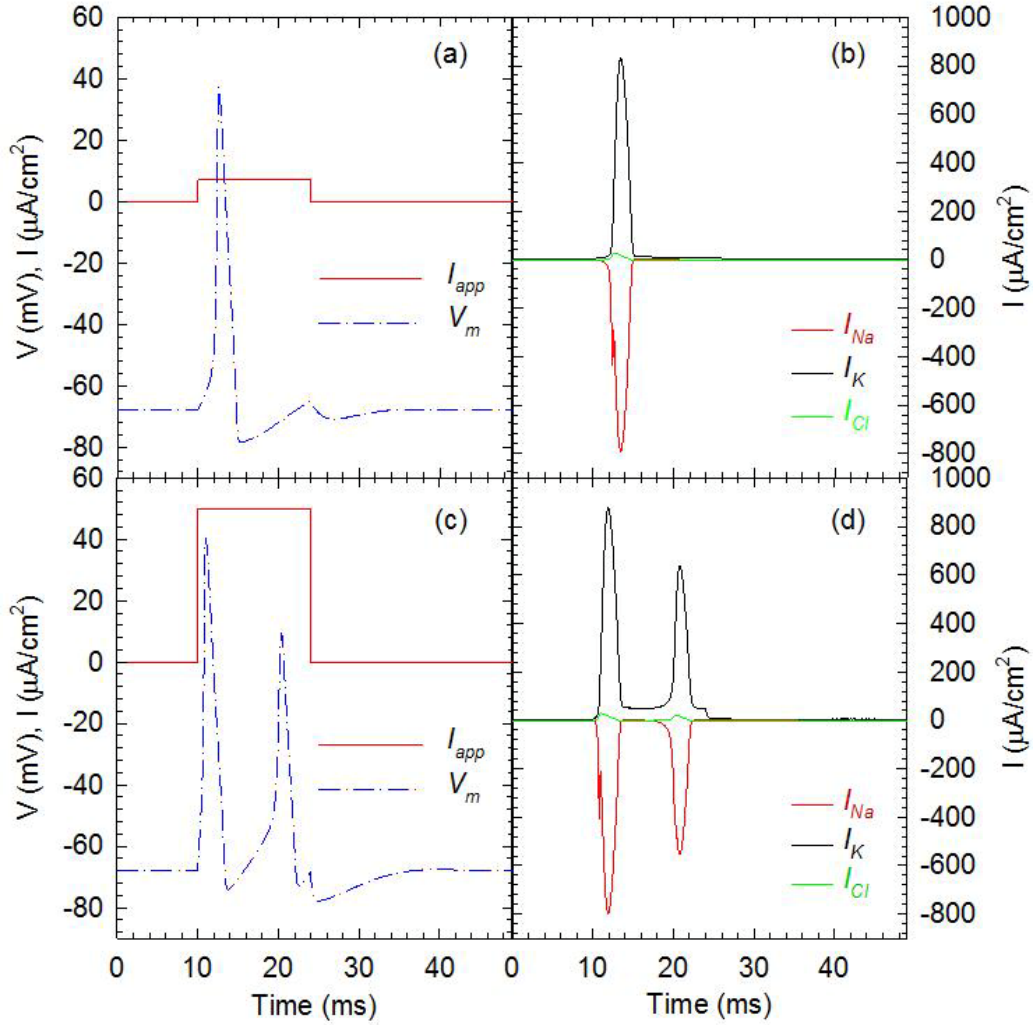 60
40
20
0
-20
-40
-60
-80
V (mV), I (µA/cm²)
(a)
I_app
V_m
1000
800
600
400
200
0
-200
-400
-600
-800
I (µA/cm²)
(b)
I_Na
I_K
I_Cl
60
40
20
0
-20
-40
-60
-80
V (mV), I (µA/cm²)
(c)
I_app
V_m
0 20 40
Time (ms)
1000
800
600
400
200
0
-200
-400
-600
-800
I (µA/cm²)
(d)
I_Na
I_K
I_Cl
0 10 20 30 40
Time (ms)